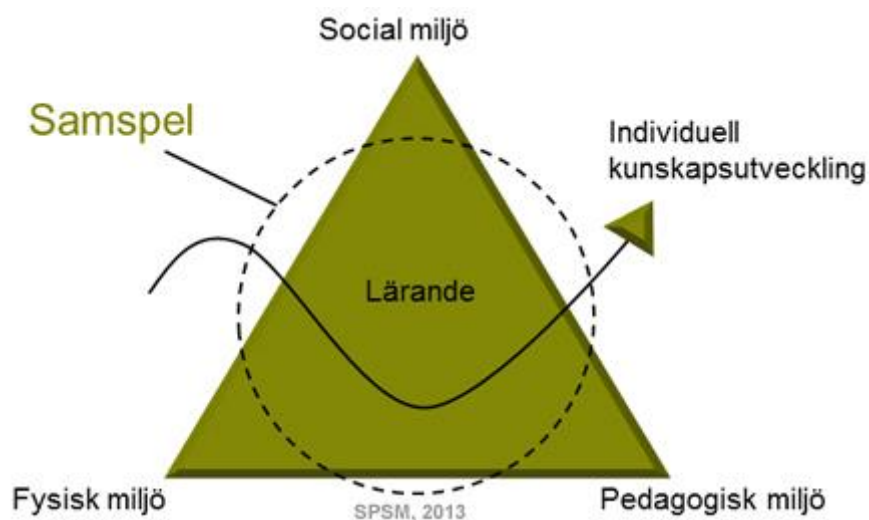 Social miljö
Samspel
Individuell
kunskapsutveckling
Lärande
Fysisk miljö
Pedagogisk miljö
SPSM, 2013